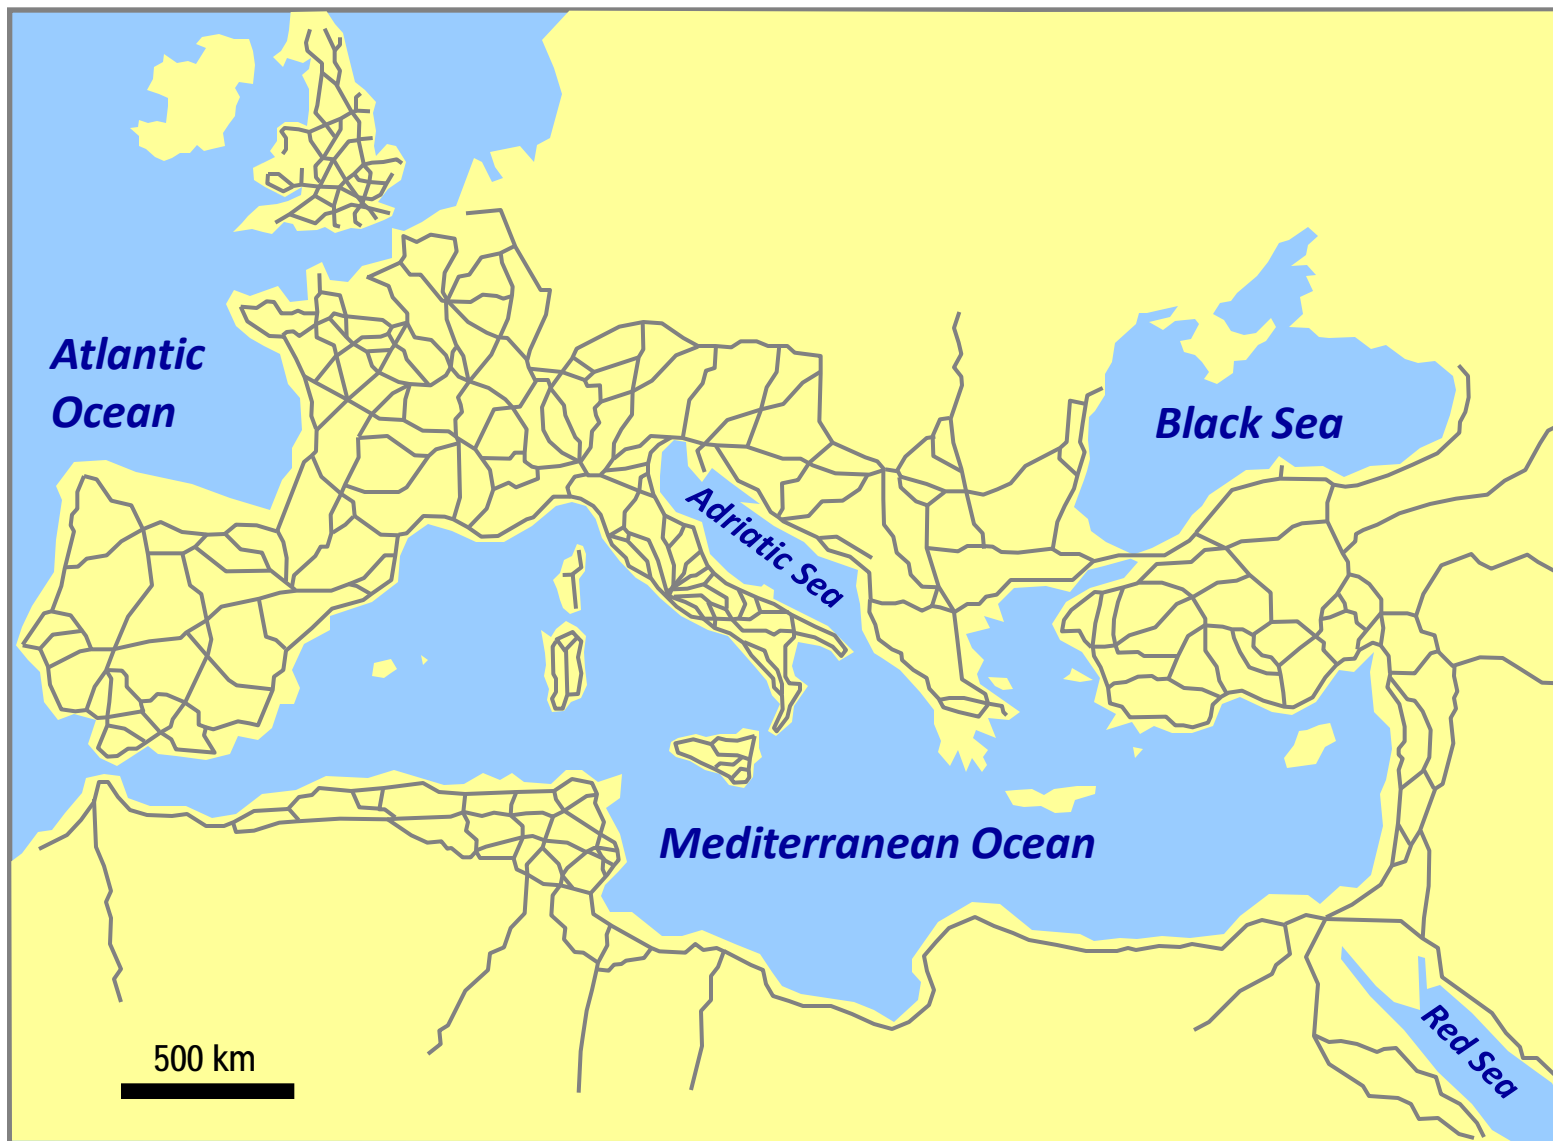 Atlantic
Ocean
Black Sea
Adriatic Sea
Mediterranean Ocean
Red Sea
500 km